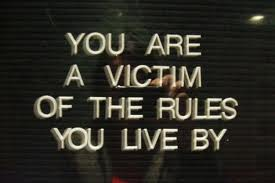 YOU ARE
A VICTIM
OF THE RULES
YOU LIVE BY